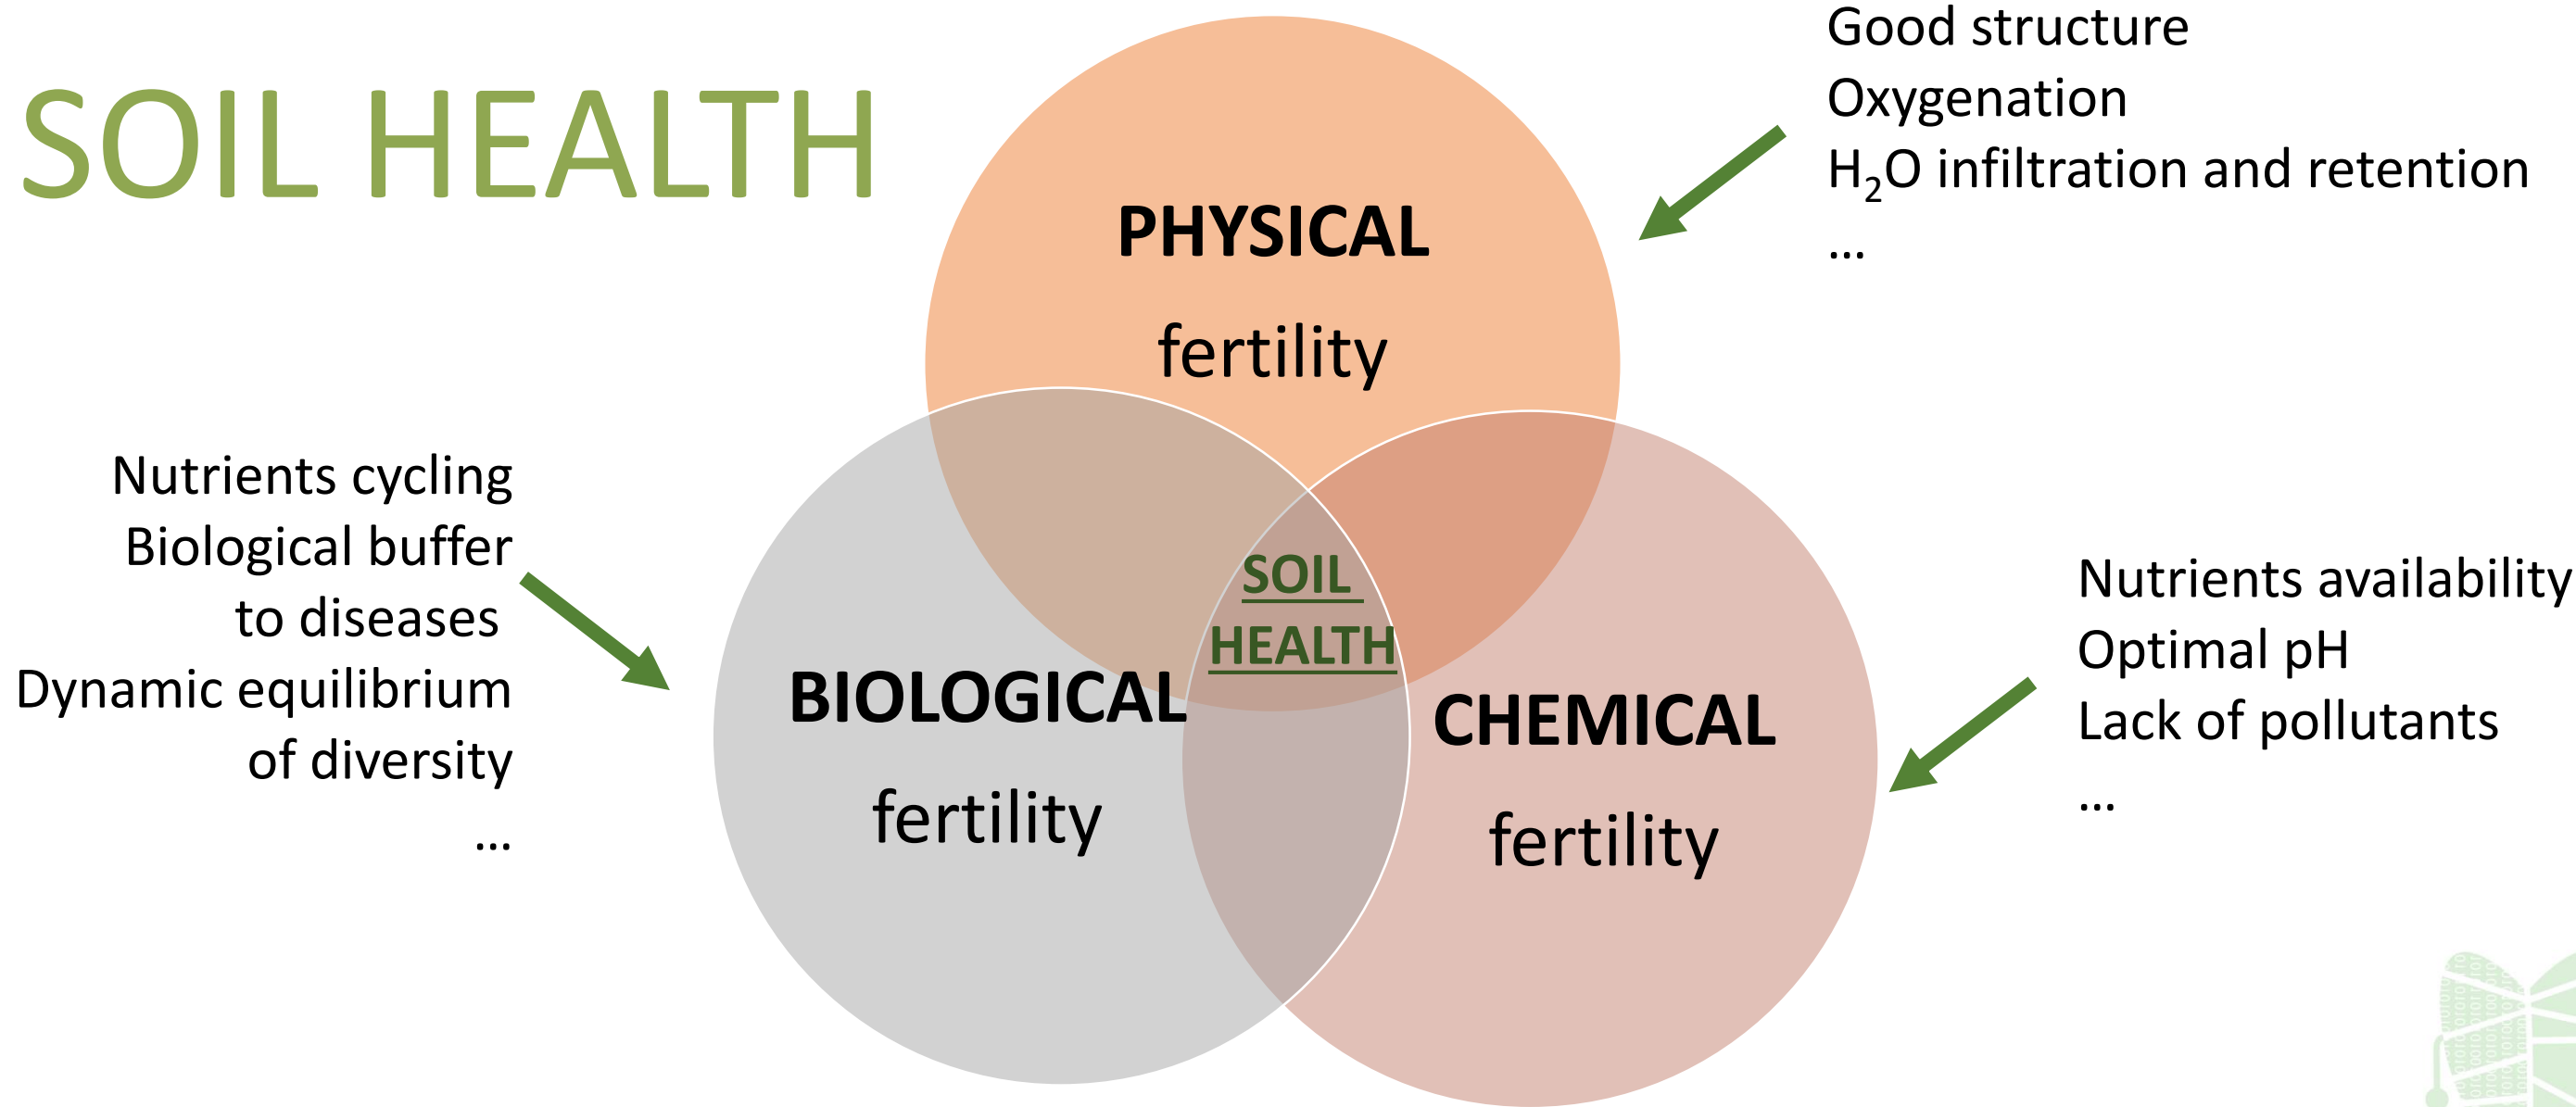 SOIL HEALTH
Good structure
Oxygenation
H₂O infiltration and retention
...
PHYSICAL
fertility
Nutrients cycling
Biological buffer
to diseases
Dynamic equilibrium
of diversity
...
SOIL
HEALTH
BIOLOGICAL
fertility
CHEMICAL
fertility
Nutrients availability
Optimal pH
Lack of pollutants
...